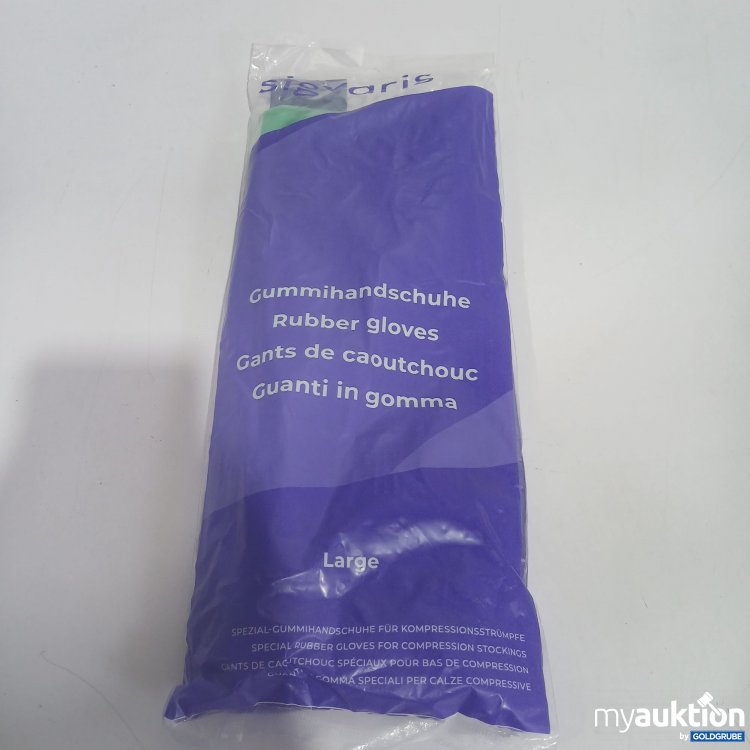 sigvaris
Gummihandschuhe
Rubber gloves
Gants de caoutchouc
Guanti in gomma
Large
SPEZIAL-GUMMIHANDSCHUHE FÜR KOMPRESSIONSSTRÜMPFE
SPECIAL RUBBER GLOVES FOR COMPRESSION STOCKINGS
GANTS DE CAOUTCHOUC SPÉCIAUX POUR BAS DE COMPRESSION
GOMMA SPECIALI PER CALZE COMPRESSIVE
myauktion
by GOLDGRUBE